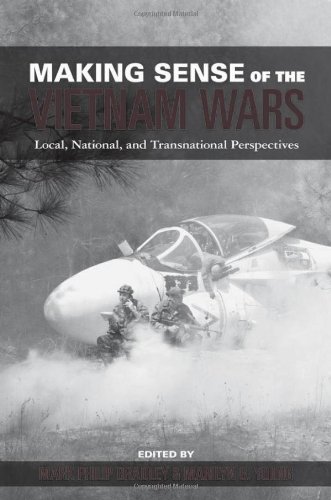 MAKING SENSE OF THE
VIETNAM WARS
Local, National, and Transnational Perspectives
EDITED BY
MARK PHILIP BRADLEY & MARILYN B. YOUNG